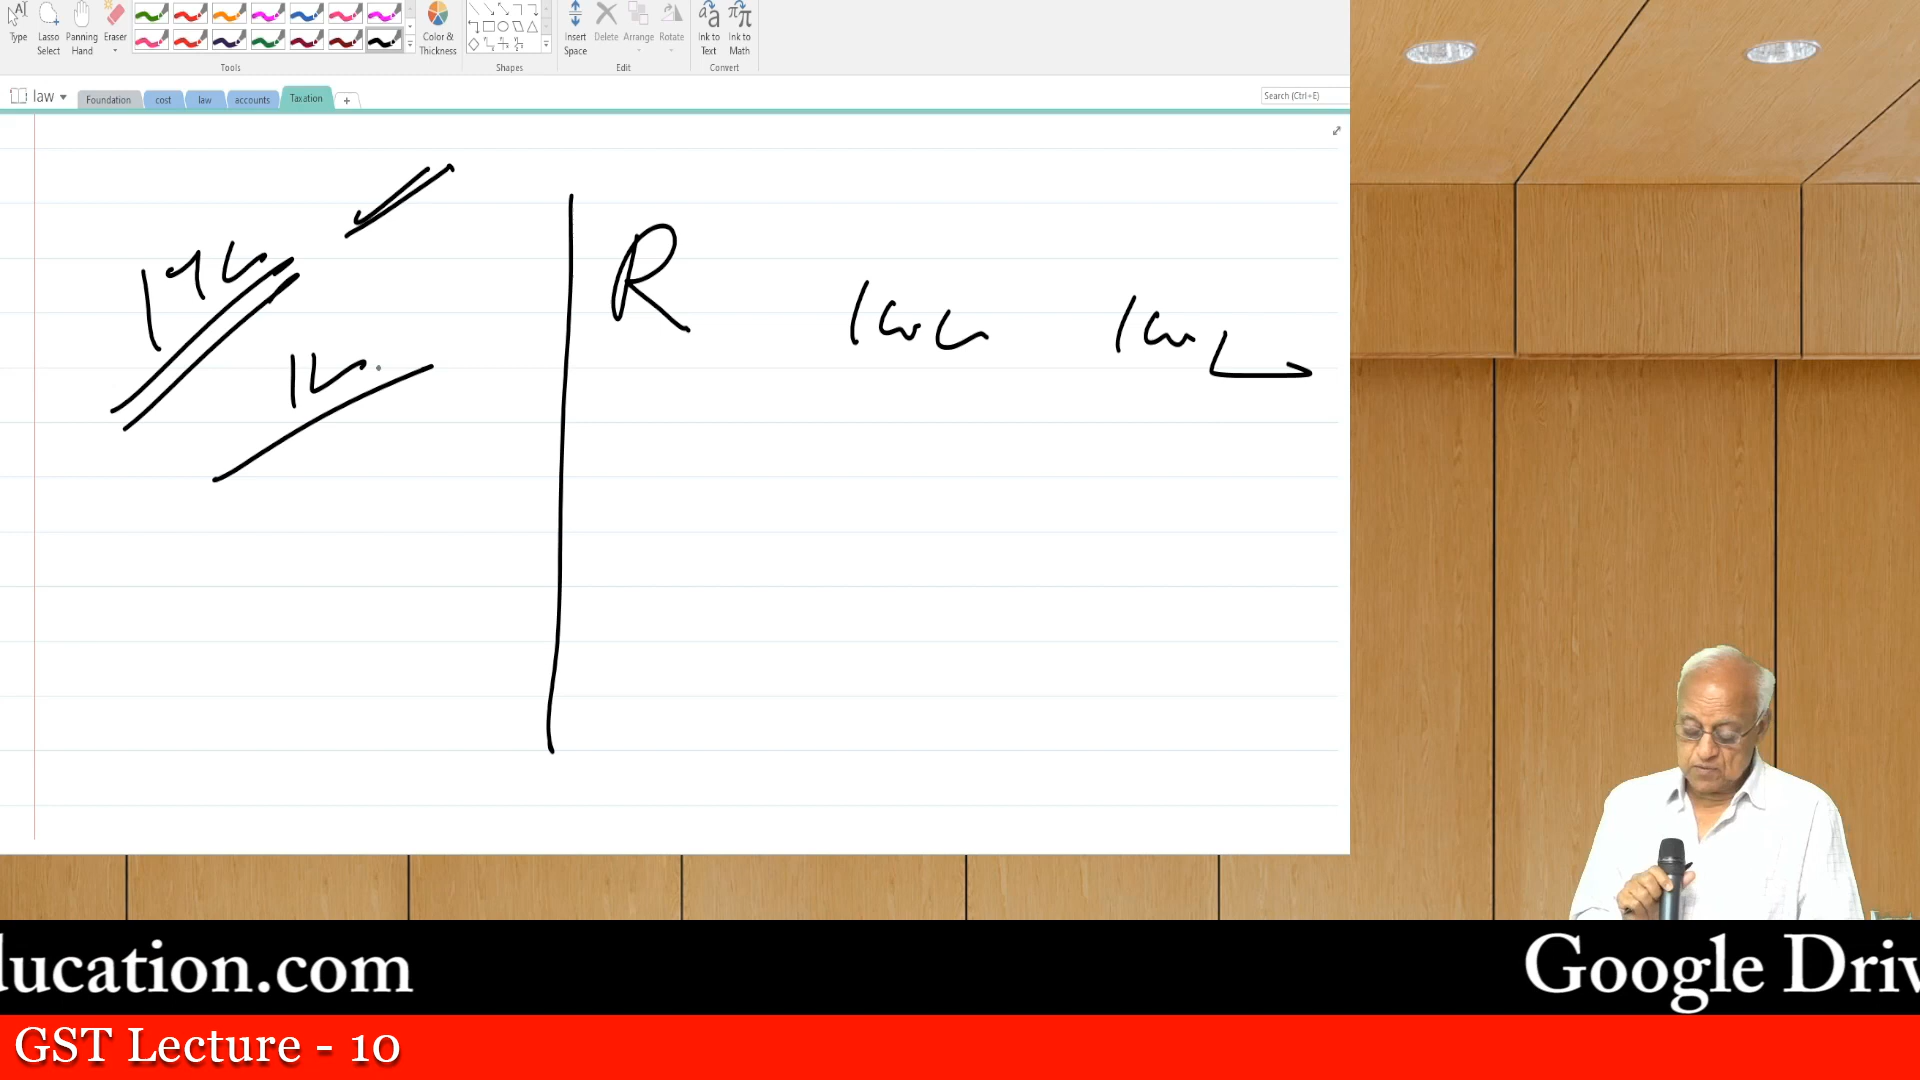 Type
Lasso Select
Panning Hand
Eraser
Color & Thickness
Insert Space
Delete
Arrange
Rotate
Ink to Text
Ink to Math
Tools
Shapes
Edit
Convert
law
Foundation
cost
law
accounts
Taxation
Search (Ctrl+E)
R
ducation.com
Google Driv
GST Lecture - 10